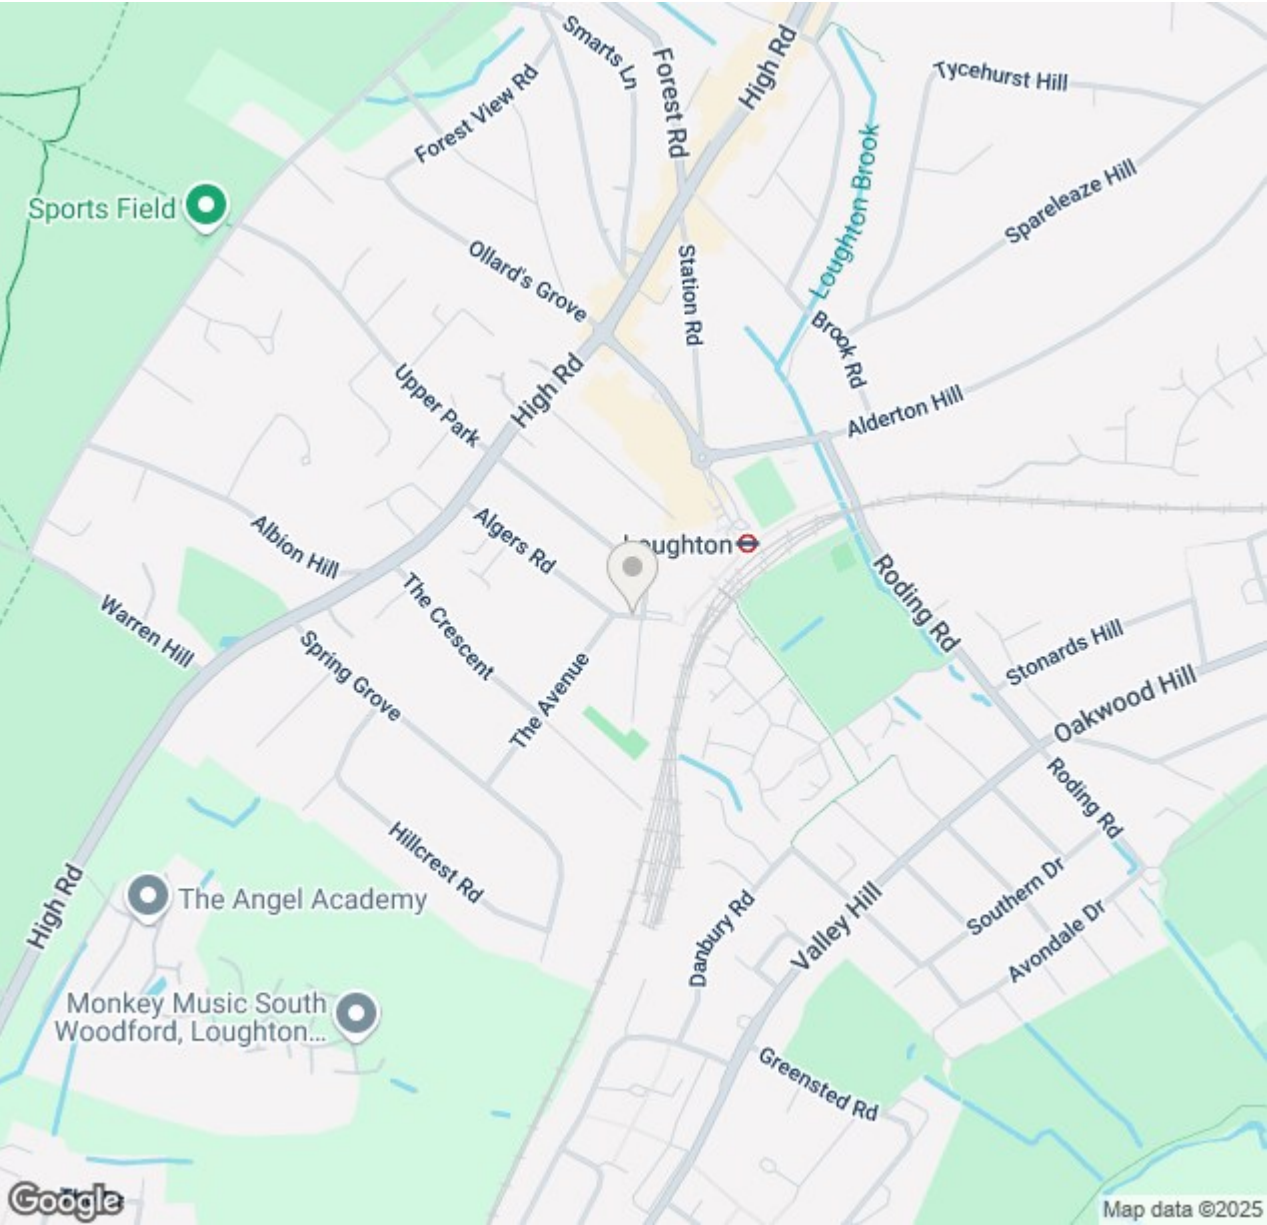 Smarts Ln
Forest Rd
High Rd
Tycehurst Hill
Forest View Rd
Loughton Brook
Spareleaze Hill
Sports Field
Ollard's Grove
Station Rd
Brook Rd
High Rd
Upper Park
Alderton Hill
Algers Rd
Albion Hill
Loughton
The Crescent
Roding Rd
Warren Hill
Spring Grove
The Avenue
Stonards Hill
Oakwood Hill
Roding Rd
Hillcrest Rd
High Rd
The Angel Academy
Danbury Rd
Valley Hill
Southern Dr
Avondale Dr
Monkey Music South
Woodford, Loughton...
Greensted Rd
Google
Map data ©2025